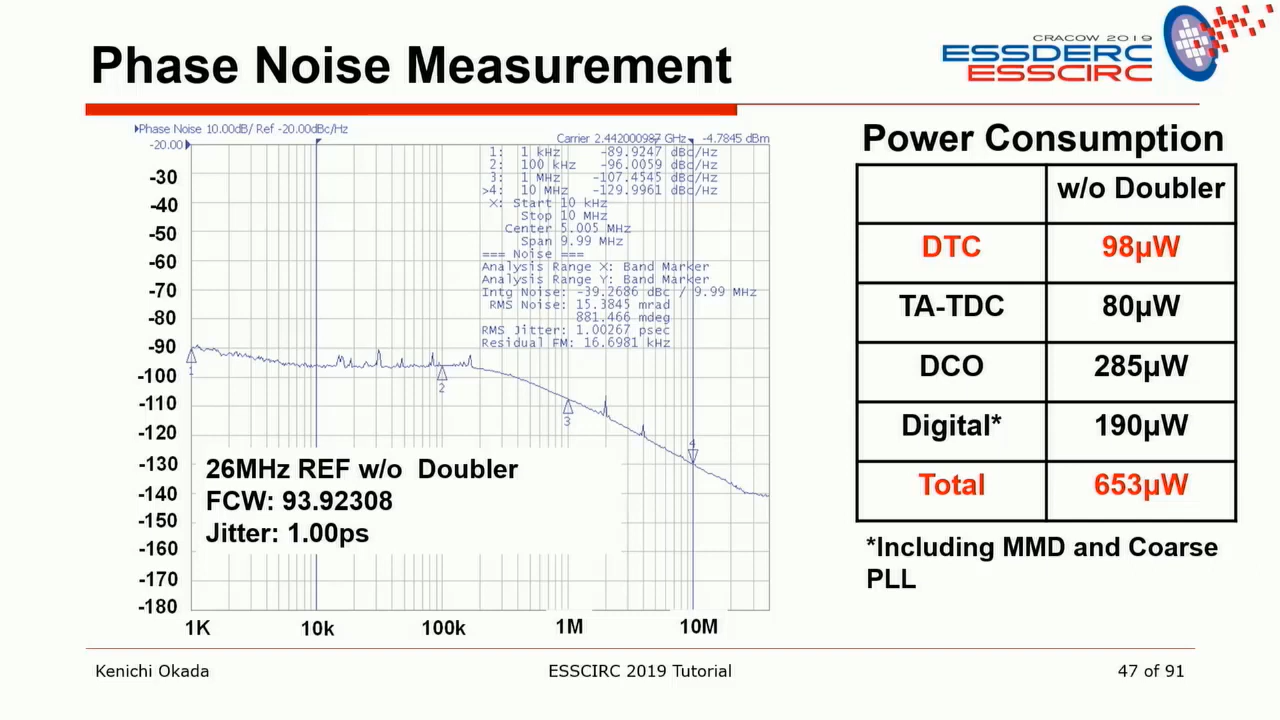 Phase Noise Measurement
CRACOW 2019
ESSDERC
ESSCIRC
Phase Noise 10.00dB/ Ref -20.00dBc/Hz
Carrier 2.442000987 GHz -4.7845 dBm
-20.00
-30
-40
-50
-60
-70
-80
-90
-100
-110
-120
-130
-140
-150
-160
-170
-180
1: 1 kHz -89.9247 dBc/Hz
2: 100 kHz -96.0059 dBc/Hz
3: 1 MHz -107.4545 dBc/Hz
>4: 10 MHz -129.9961 dBc/Hz
X: Start 10 kHz
Stop 10 MHz
Center 5.005 MHz
Span 9.99 MHz
=== Noise ===
Analysis Range X: Band Marker
Analysis Range Y: Band Marker
Intg Noise: -39.2686 dBc / 9.99 MHz
RMS Noise: 15.3845 mrad
881.466 mdeg
RMS Jitter: 1.00267 psec
Residual FM: 16.6981 kHz
1
2
3
4
26MHz REF w/o Doubler
FCW: 93.92308
Jitter: 1.00ps
1K 10k 100k 1M 10M
Power Consumption
w/o Doubler
DTC 98µW
TA-TDC 80µW
DCO 285µW
Digital* 190µW
Total 653µW
*Including MMD and Coarse
PLL
Kenichi Okada ESSCIRC 2019 Tutorial 47 of 91